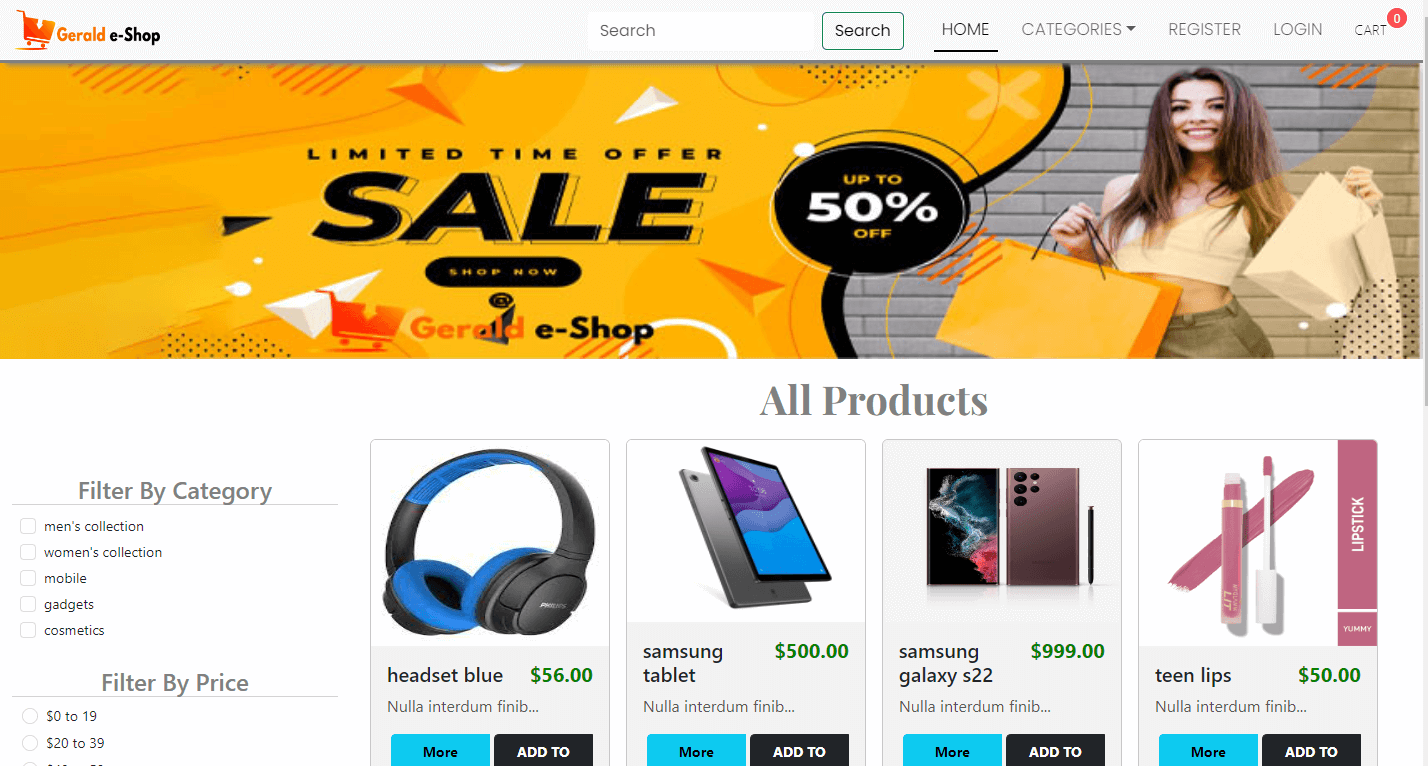 Gerald e-Shop
Search
Search
HOME
CATEGORIES
REGISTER
LOGIN
CART
0
LIMITED TIME OFFER
SALE
UP TO
50%
OFF
SHOP NOW
@
Gerald e-Shop
All Products
Filter By Category
men's collection
women's collection
mobile
gadgets
cosmetics
Filter By Price
$0 to 19
$20 to 39
PHILIPS
headset blue $56.00
Nulla interdum finib...
More ADD TO
samsung $500.00
tablet
Nulla interdum finib...
More ADD TO
samsung $999.00
galaxy s22
Nulla interdum finib...
More ADD TO
LIPSTICK
YUMMY
LIT
teen lips $50.00
Nulla interdum finib...
More ADD TO